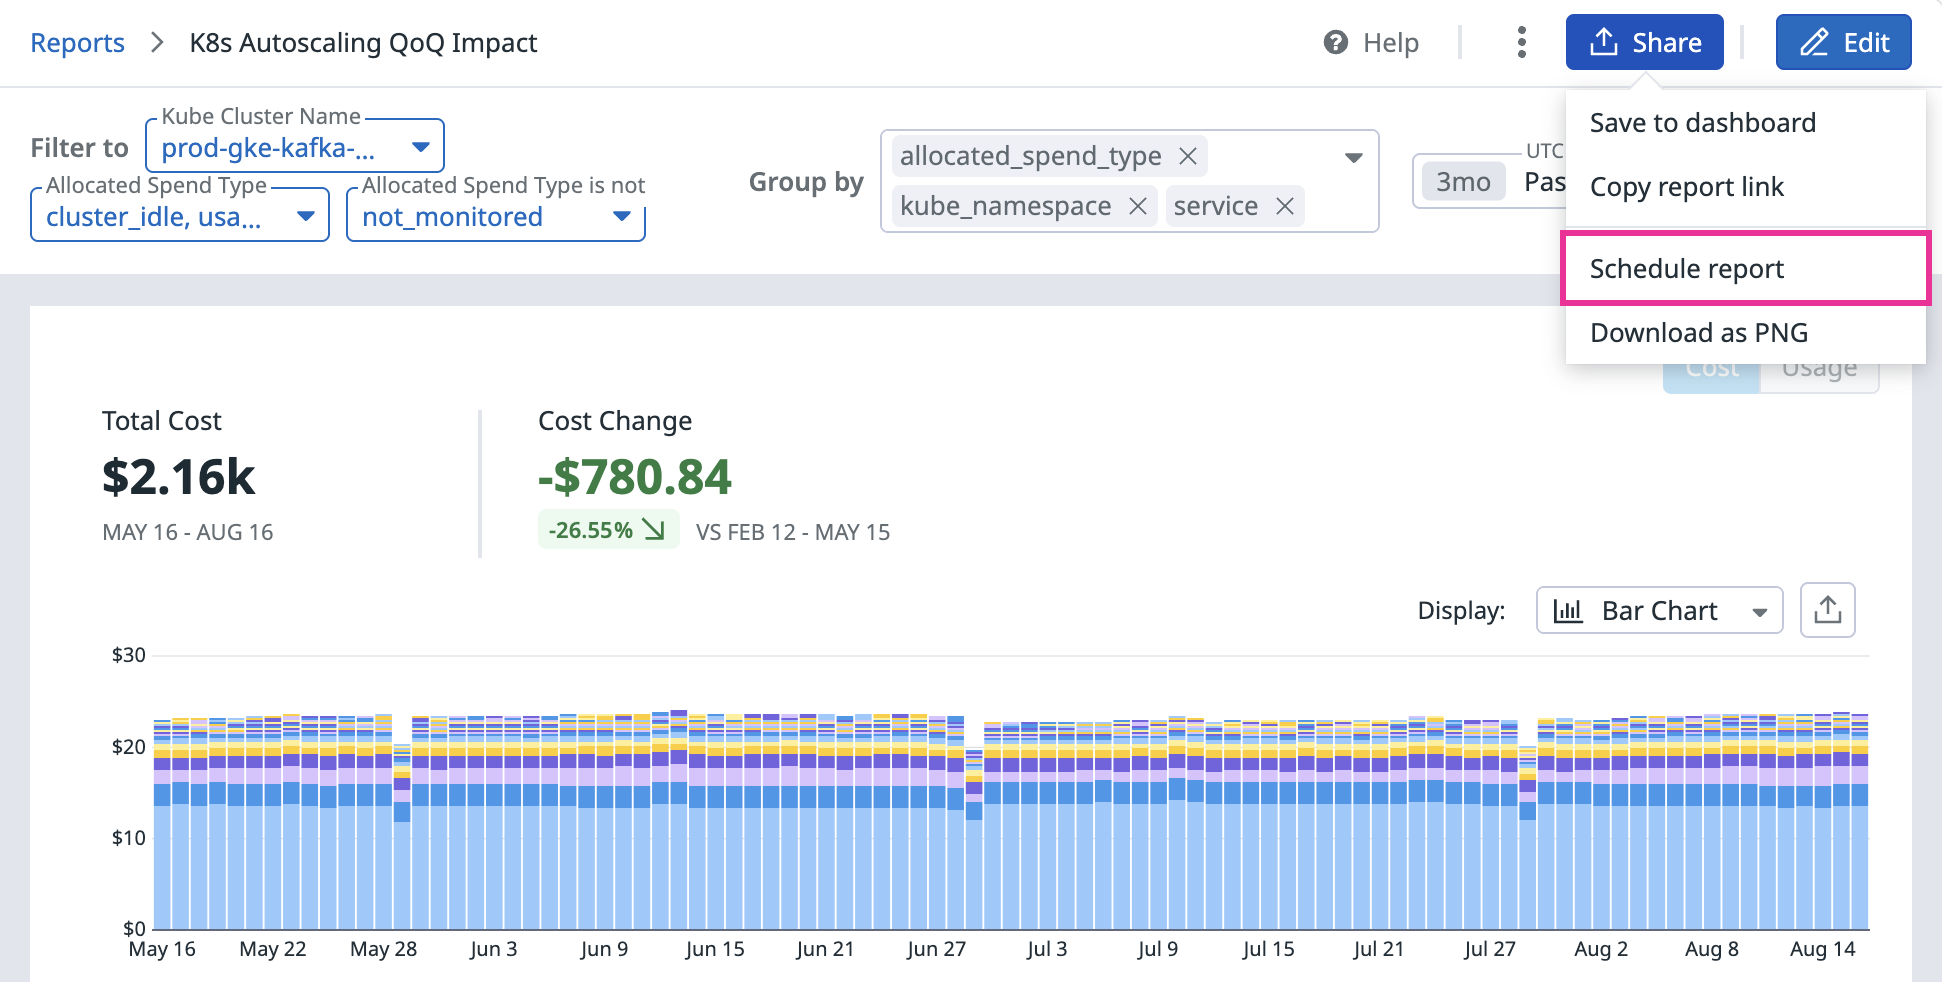 Reports > K8s Autoscaling QoQ Impact
Help
Share
Edit
Save to dashboard
Copy report link
Schedule report
Download as PNG
Filter to
Kube Cluster Name
prod-gke-kafka-...
Allocated Spend Type
cluster_idle, usa...
Allocated Spend Type is not
not_monitored
Group by
allocated_spend_type
kube_namespace
service
UTC
3mo Pas
Cost Usage
Total Cost
$2.16k
MAY 16 - AUG 16
Cost Change
-$780.84
-26.55% VS FEB 12 - MAY 15
Display: Bar Chart
$30
$20
$10
$0
May 16 May 22 May 28 Jun 3 Jun 9 Jun 15 Jun 21 Jun 27 Jul 3 Jul 9 Jul 15 Jul 21 Jul 27 Aug 2 Aug 8 Aug 14